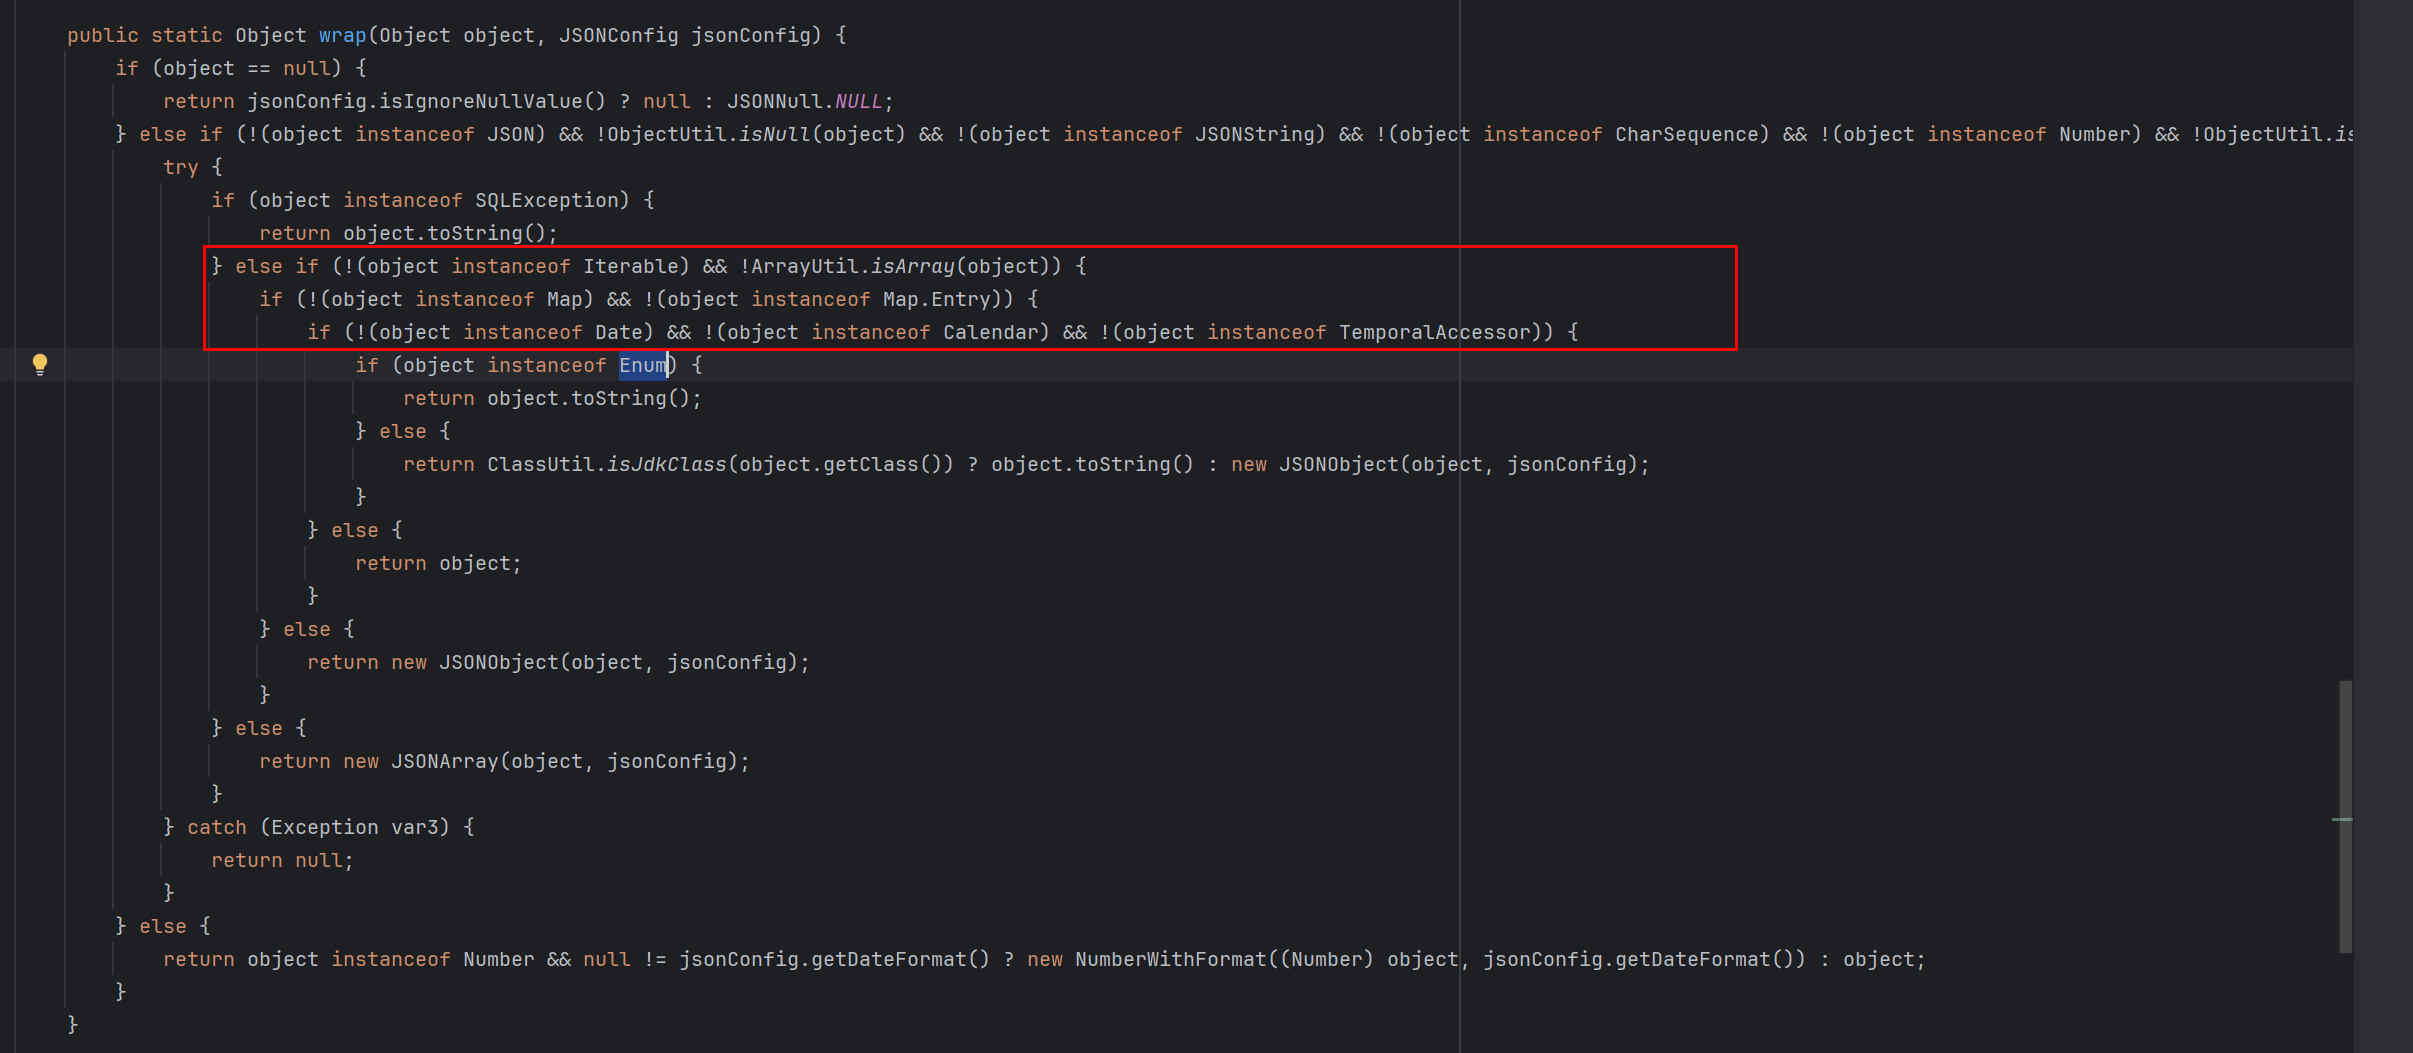 public static Object wrap(Object object, JSONConfig jsonConfig) {
if (object == null) {
return jsonConfig.isIgnoreNullValue() ? null : JSONNull.NULL;
} else if (!(object instanceof JSON) && !ObjectUtil.isNull(object) && !(object instanceof JSONString) && !(object instanceof CharSequence) && !(object instanceof Number) && !ObjectUtil.is
try {
if (object instanceof SQLException) {
return object.toString();
} else if (!(object instanceof Iterable) && !ArrayUtil.isArray(object)) {
if (!(object instanceof Map) && !(object instanceof Map.Entry)) {
if (!(object instanceof Date) && !(object instanceof Calendar) && !(object instanceof TemporalAccessor)) {
if (object instanceof Enum) {
return object.toString();
} else {
return ClassUtil.isJdkClass(object.getClass()) ? object.toString() : new JSONObject(object, jsonConfig);
}
} else {
return object;
}
} else {
return new JSONObject(object, jsonConfig);
}
} else {
return new JSONArray(object, jsonConfig);
}
} catch (Exception var3) {
return null;
}
} else {
return object instanceof Number && null != jsonConfig.getDateFormat() ? new NumberWithFormat((Number) object, jsonConfig.getDateFormat()) : object;
}
}